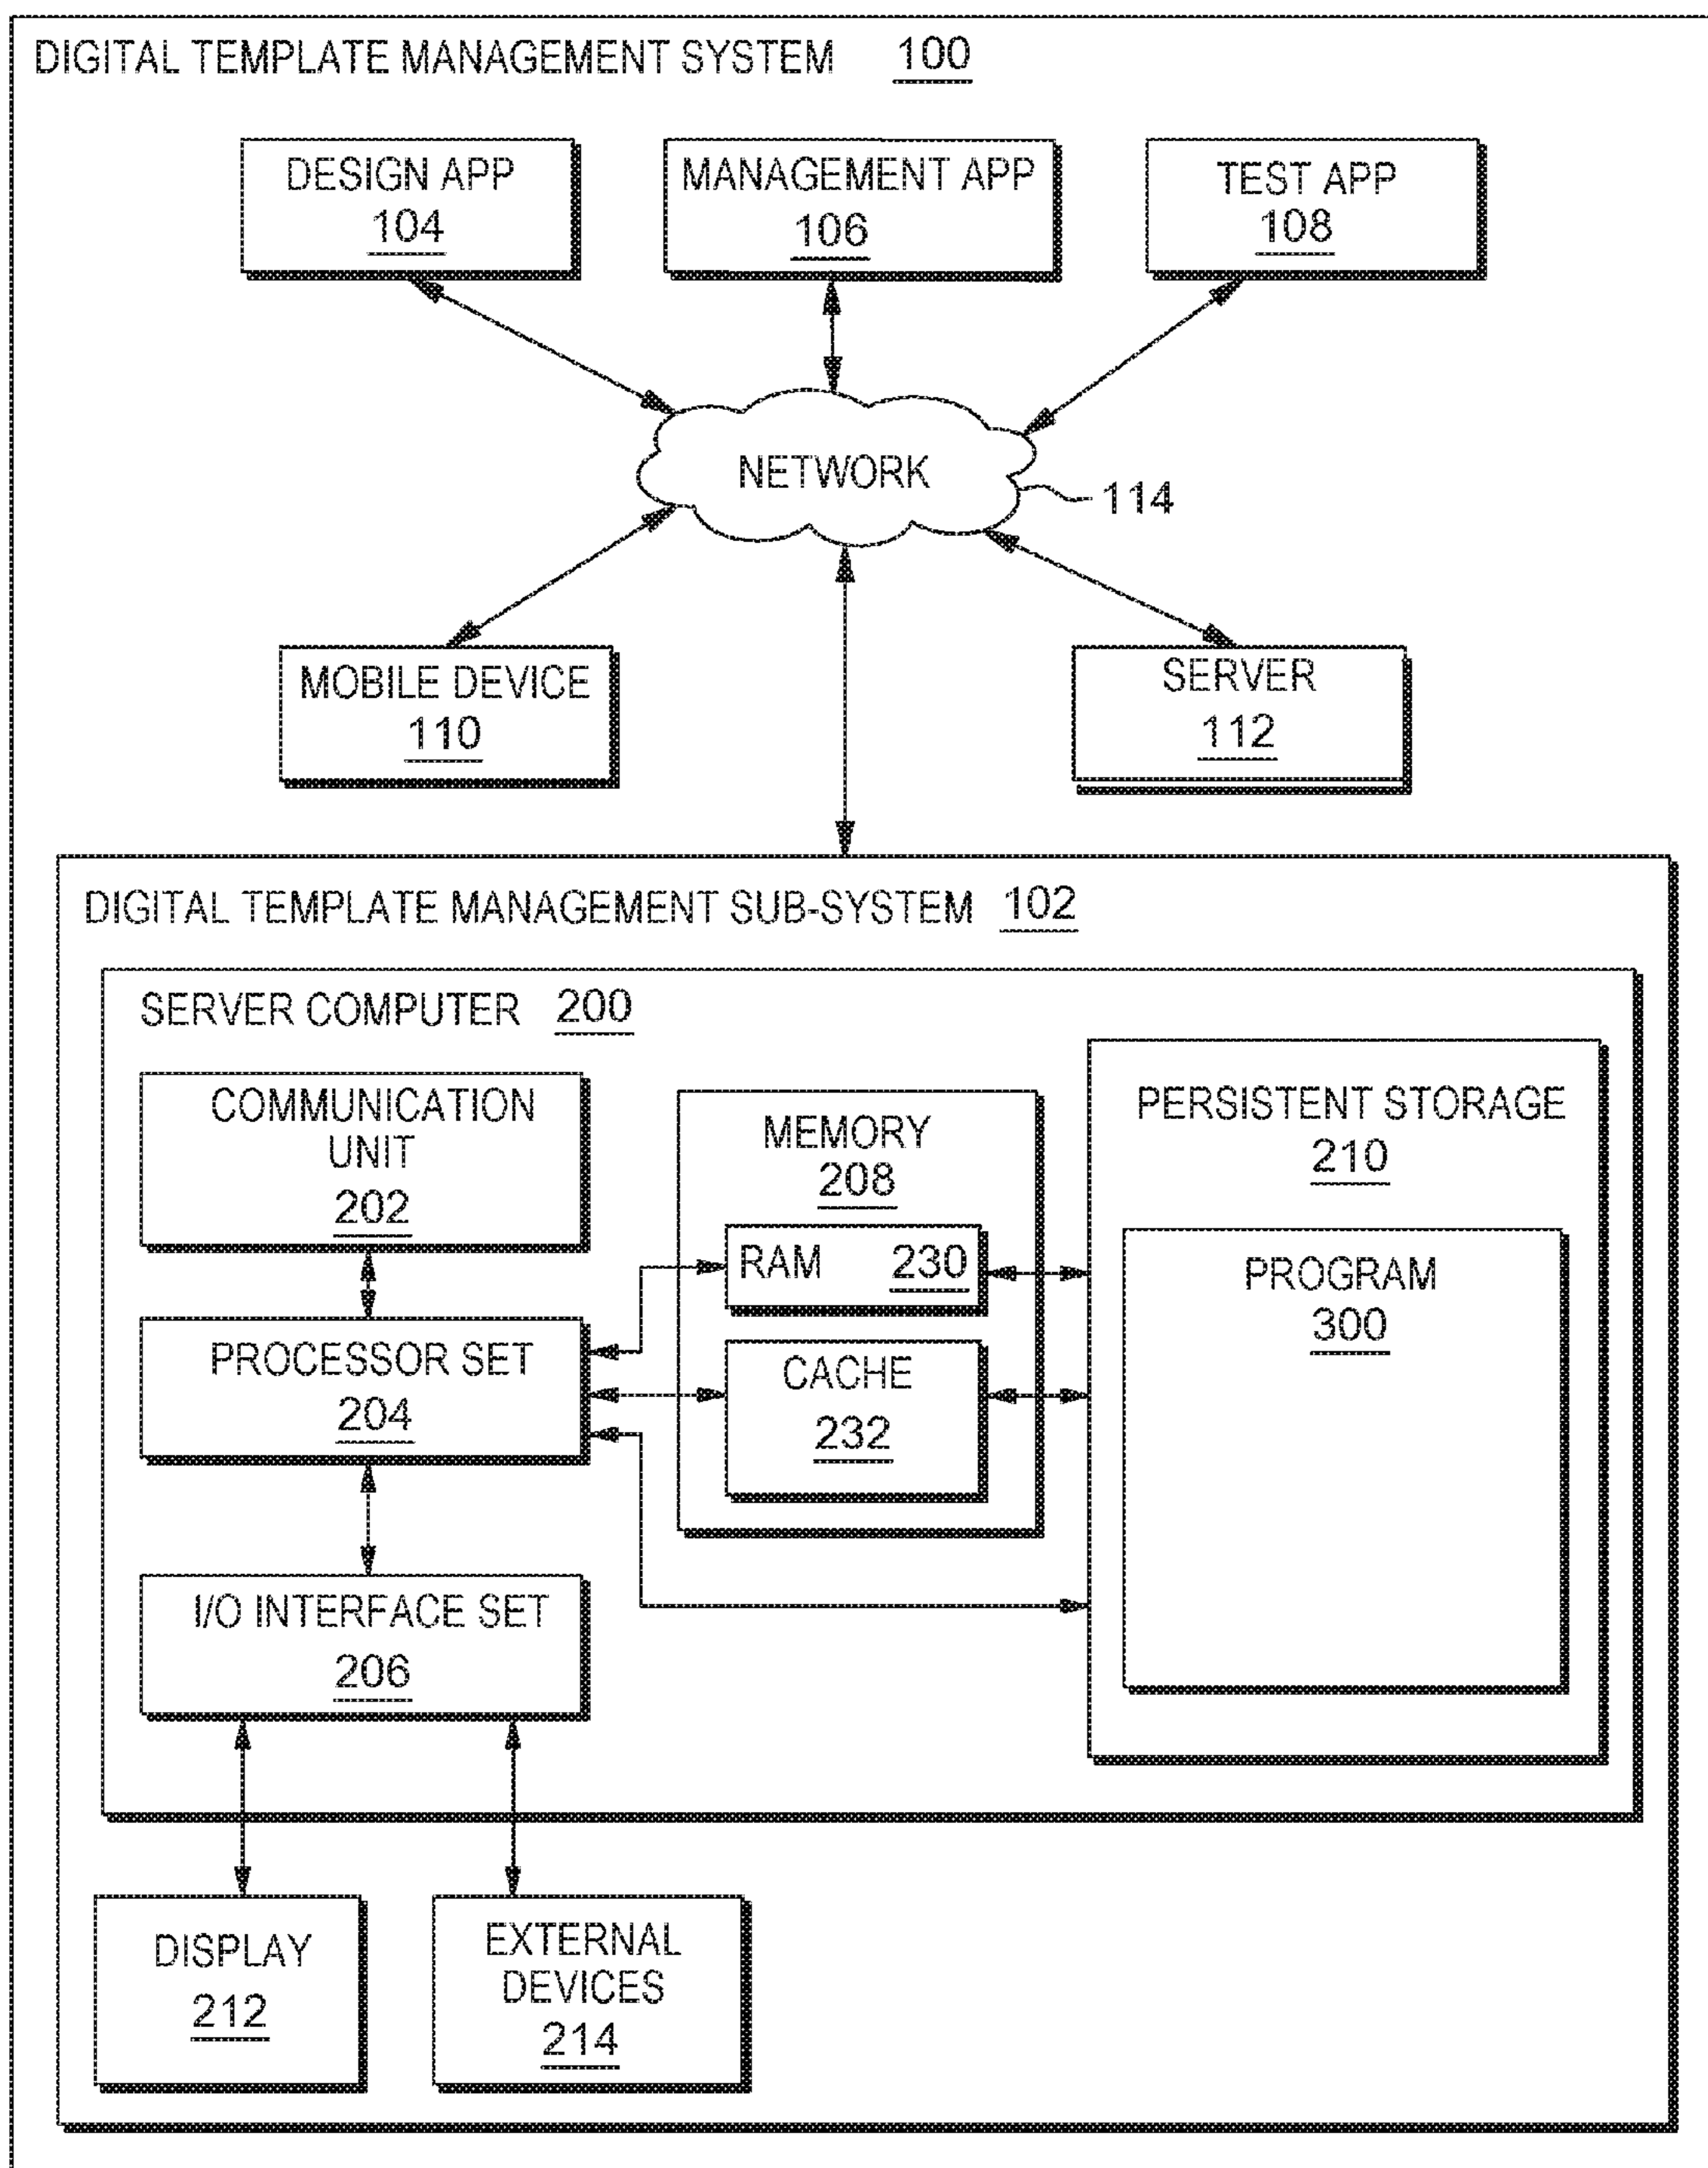 DIGITAL TEMPLATE MANAGEMENT SYSTEM 100
DESIGN APP
104
MANAGEMENT APP
106
TEST APP
108
NETWORK
114
MOBILE DEVICE
110
SERVER
112
DIGITAL TEMPLATE MANAGEMENT SUB-SYSTEM 102
SERVER COMPUTER 200
COMMUNICATION
UNIT
202
PROCESSOR SET
204
I/O INTERFACE SET
206
MEMORY
208
RAM 230
CACHE
232
PERSISTENT STORAGE
210
PROGRAM
300
DISPLAY
212
EXTERNAL
DEVICES
214